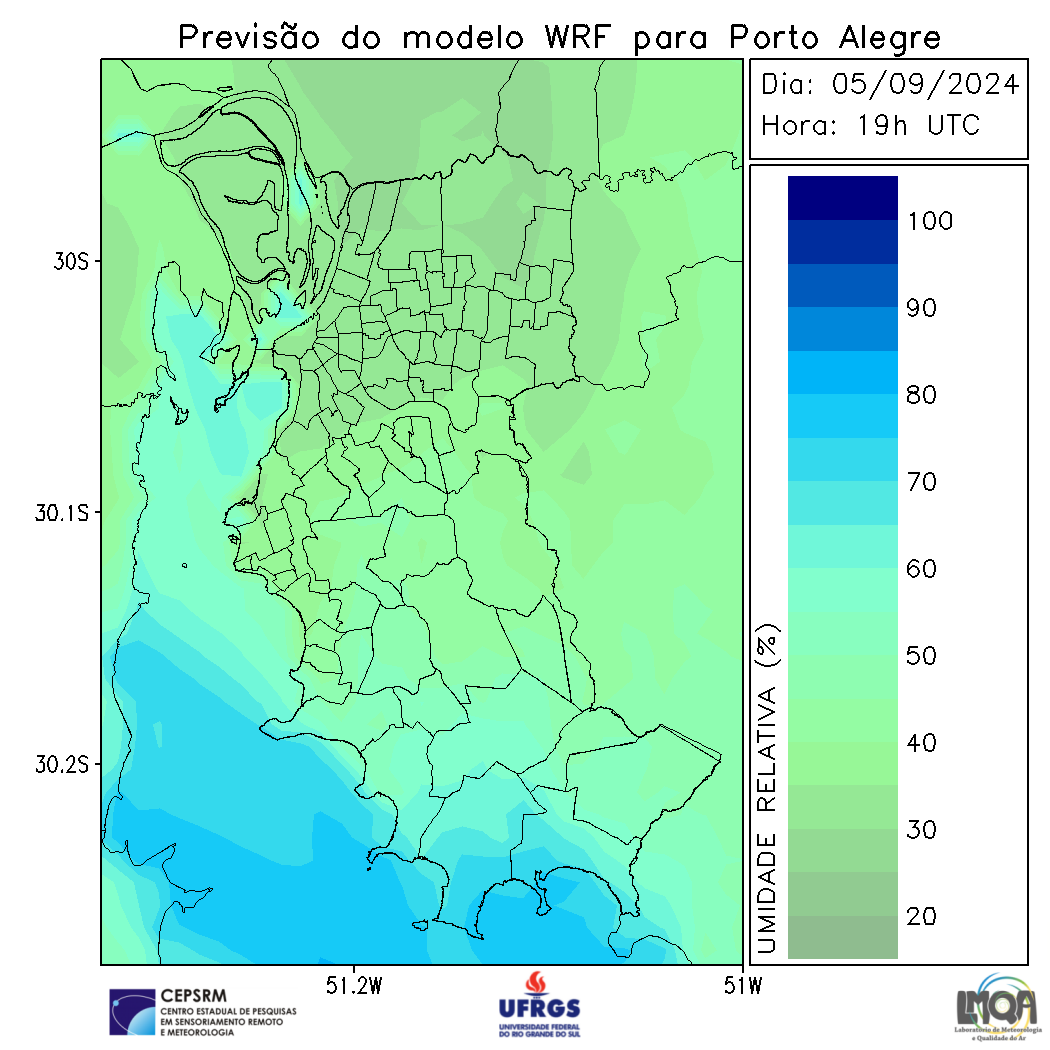 Previsão do modelo WRF para Porto Alegre
Dia: 05/09/2024
Hora: 19h UTC
30S
30.1S
30.2S
51.2W
51W
100
90
80
70
60
50
40
30
20
UMIDADE RELATIVA (%)
CEPSRM
CENTRO ESTADUAL DE PESQUISAS
EM SENSORIAMENTO REMOTO
E METEOROLOGIA
UFRGS
UNIVERSIDADE FEDERAL
DO RIO GRANDE DO SUL
LMQA
Laboratório de Meteorologia
e Qualidade do Ar